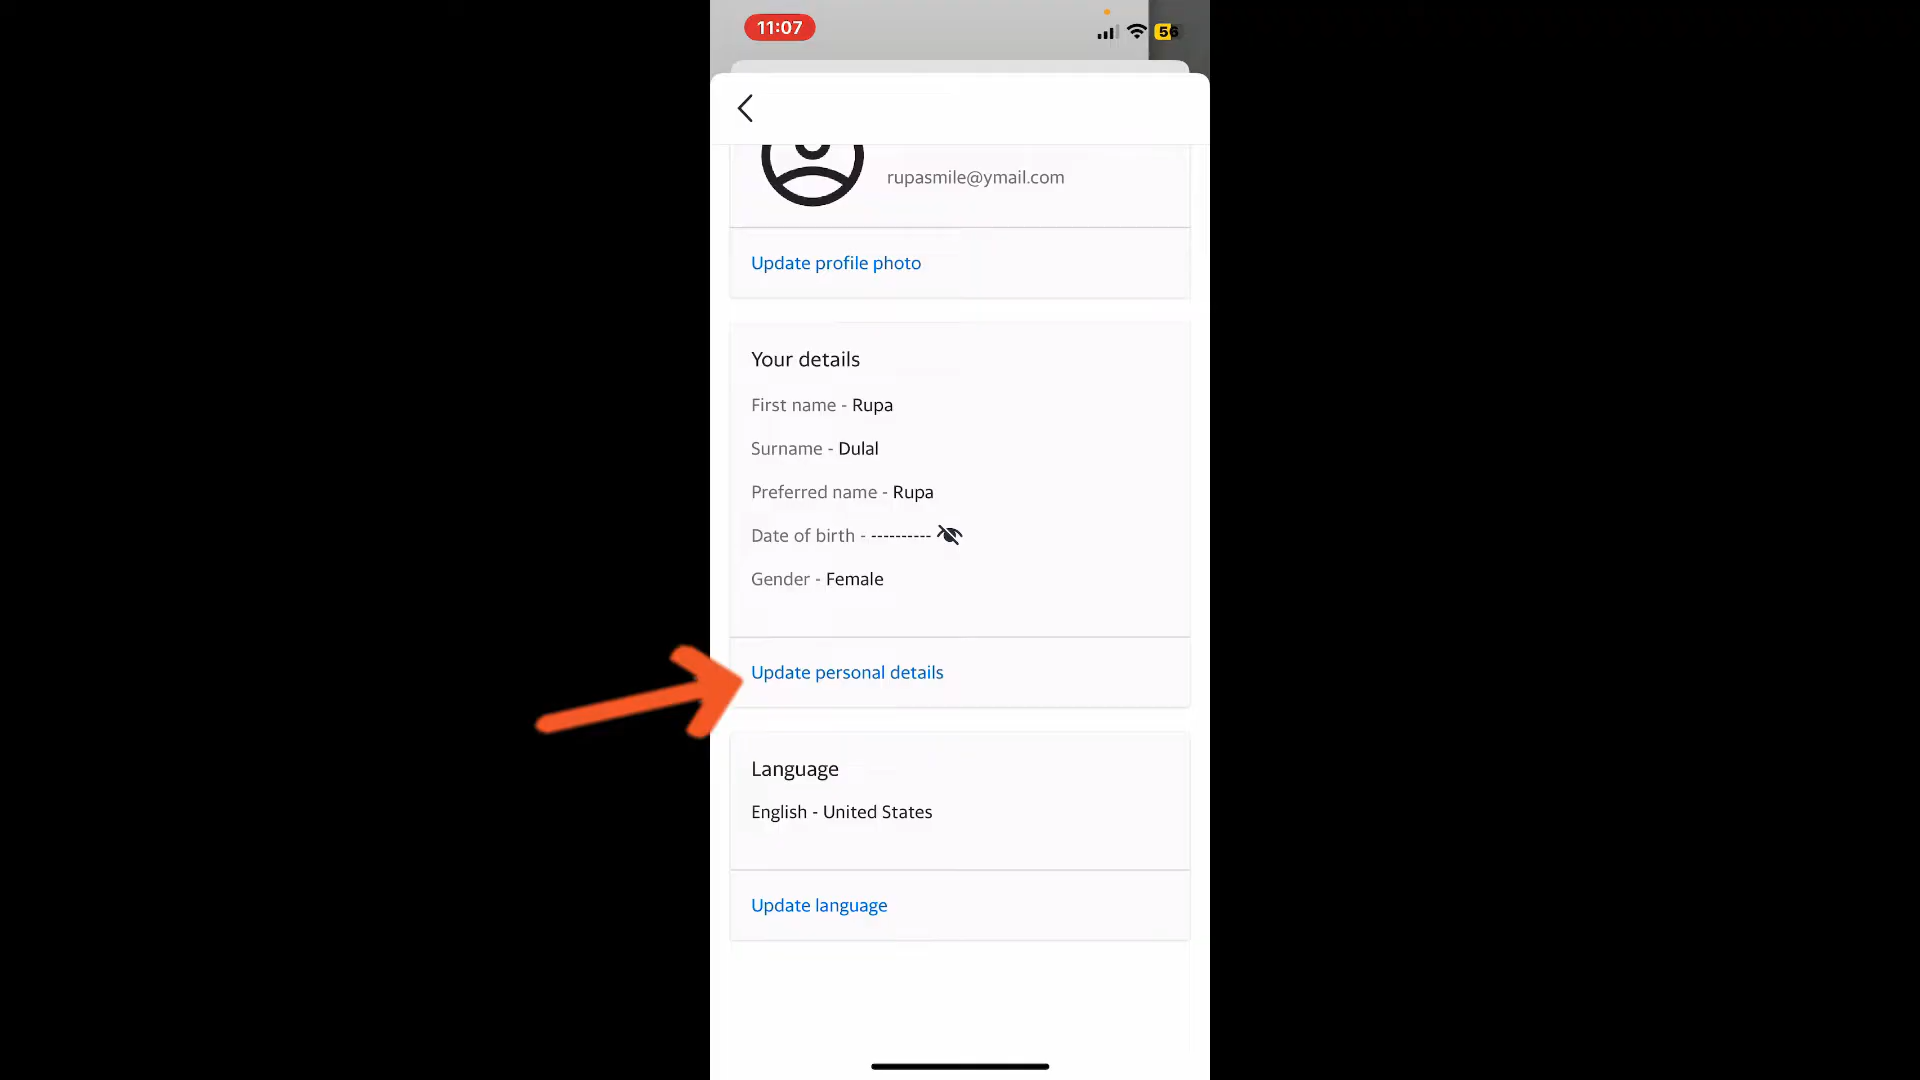 11:07
56
rupasmile@ymail.com
Update profile photo
Your details
First name - Rupa
Surname - Dulal
Preferred name - Rupa
Date of birth - ----------
Gender - Female
Update personal details
Language
English - United States
Update language